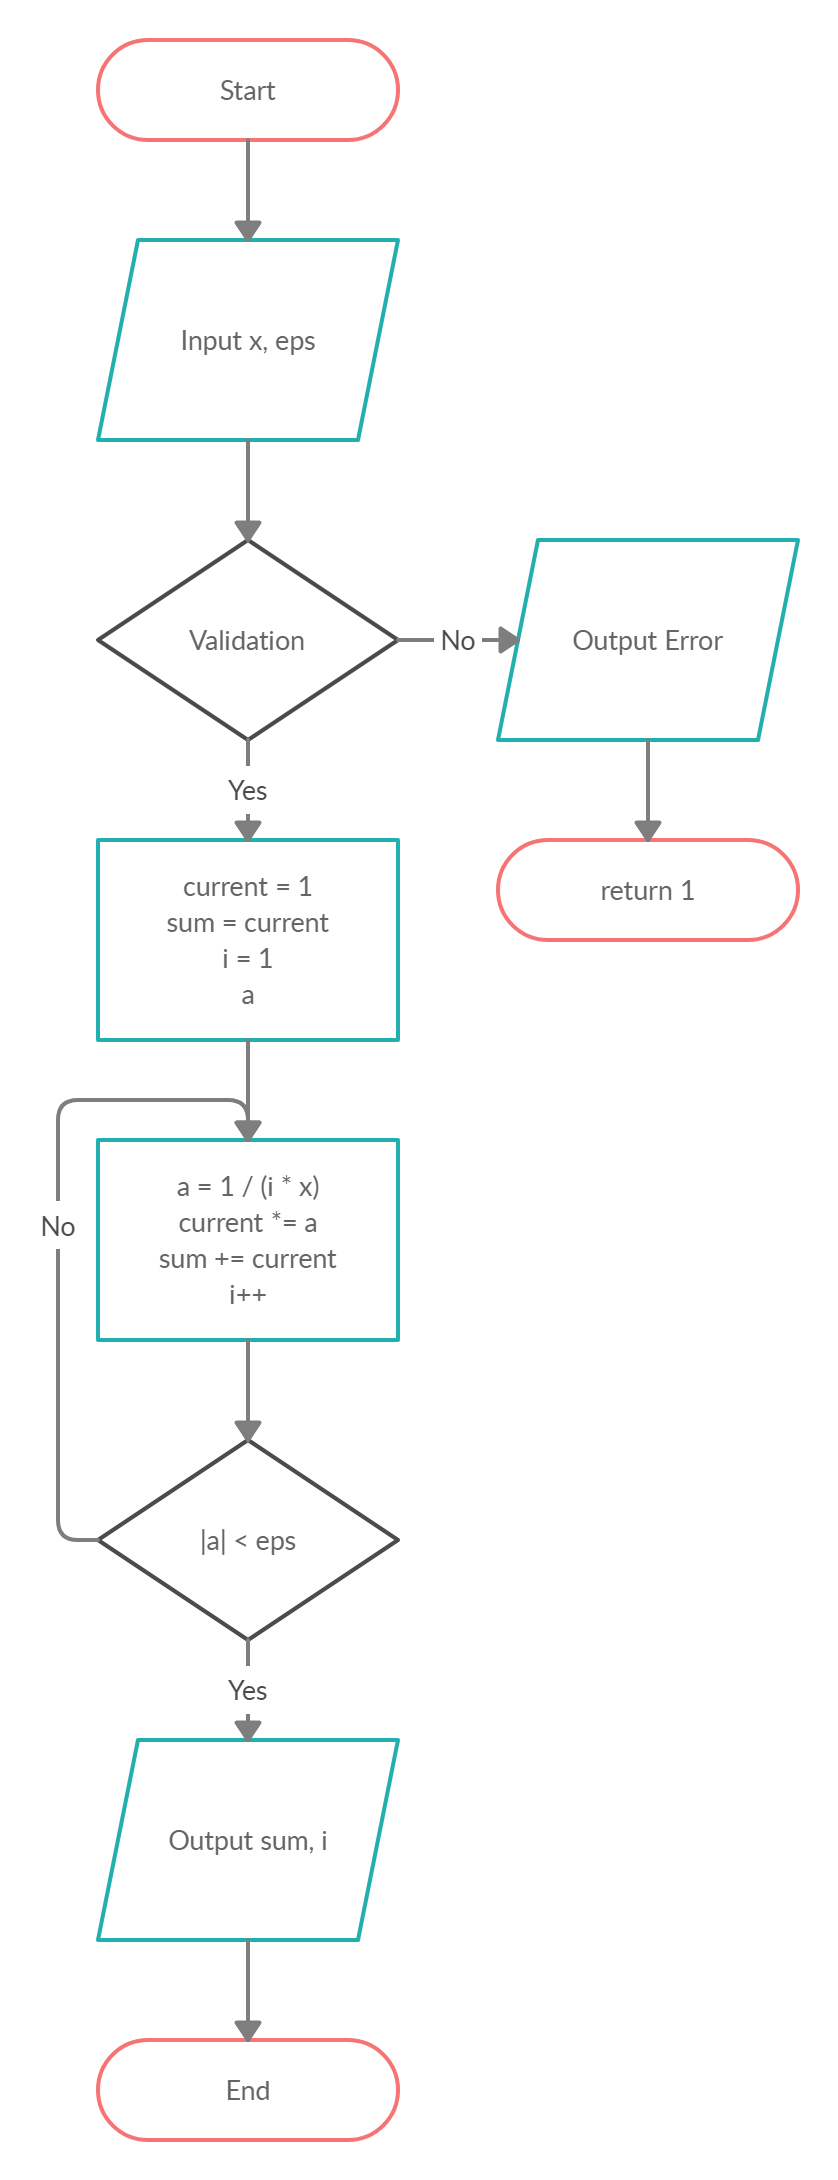 Start
Input x, eps
Validation
No
Output Error
Yes
current = 1
sum = current
i = 1
a
return 1
a = 1 / (i * x)
current *= a
sum += current
i++
No
|a| < eps
Yes
Output sum, i
End